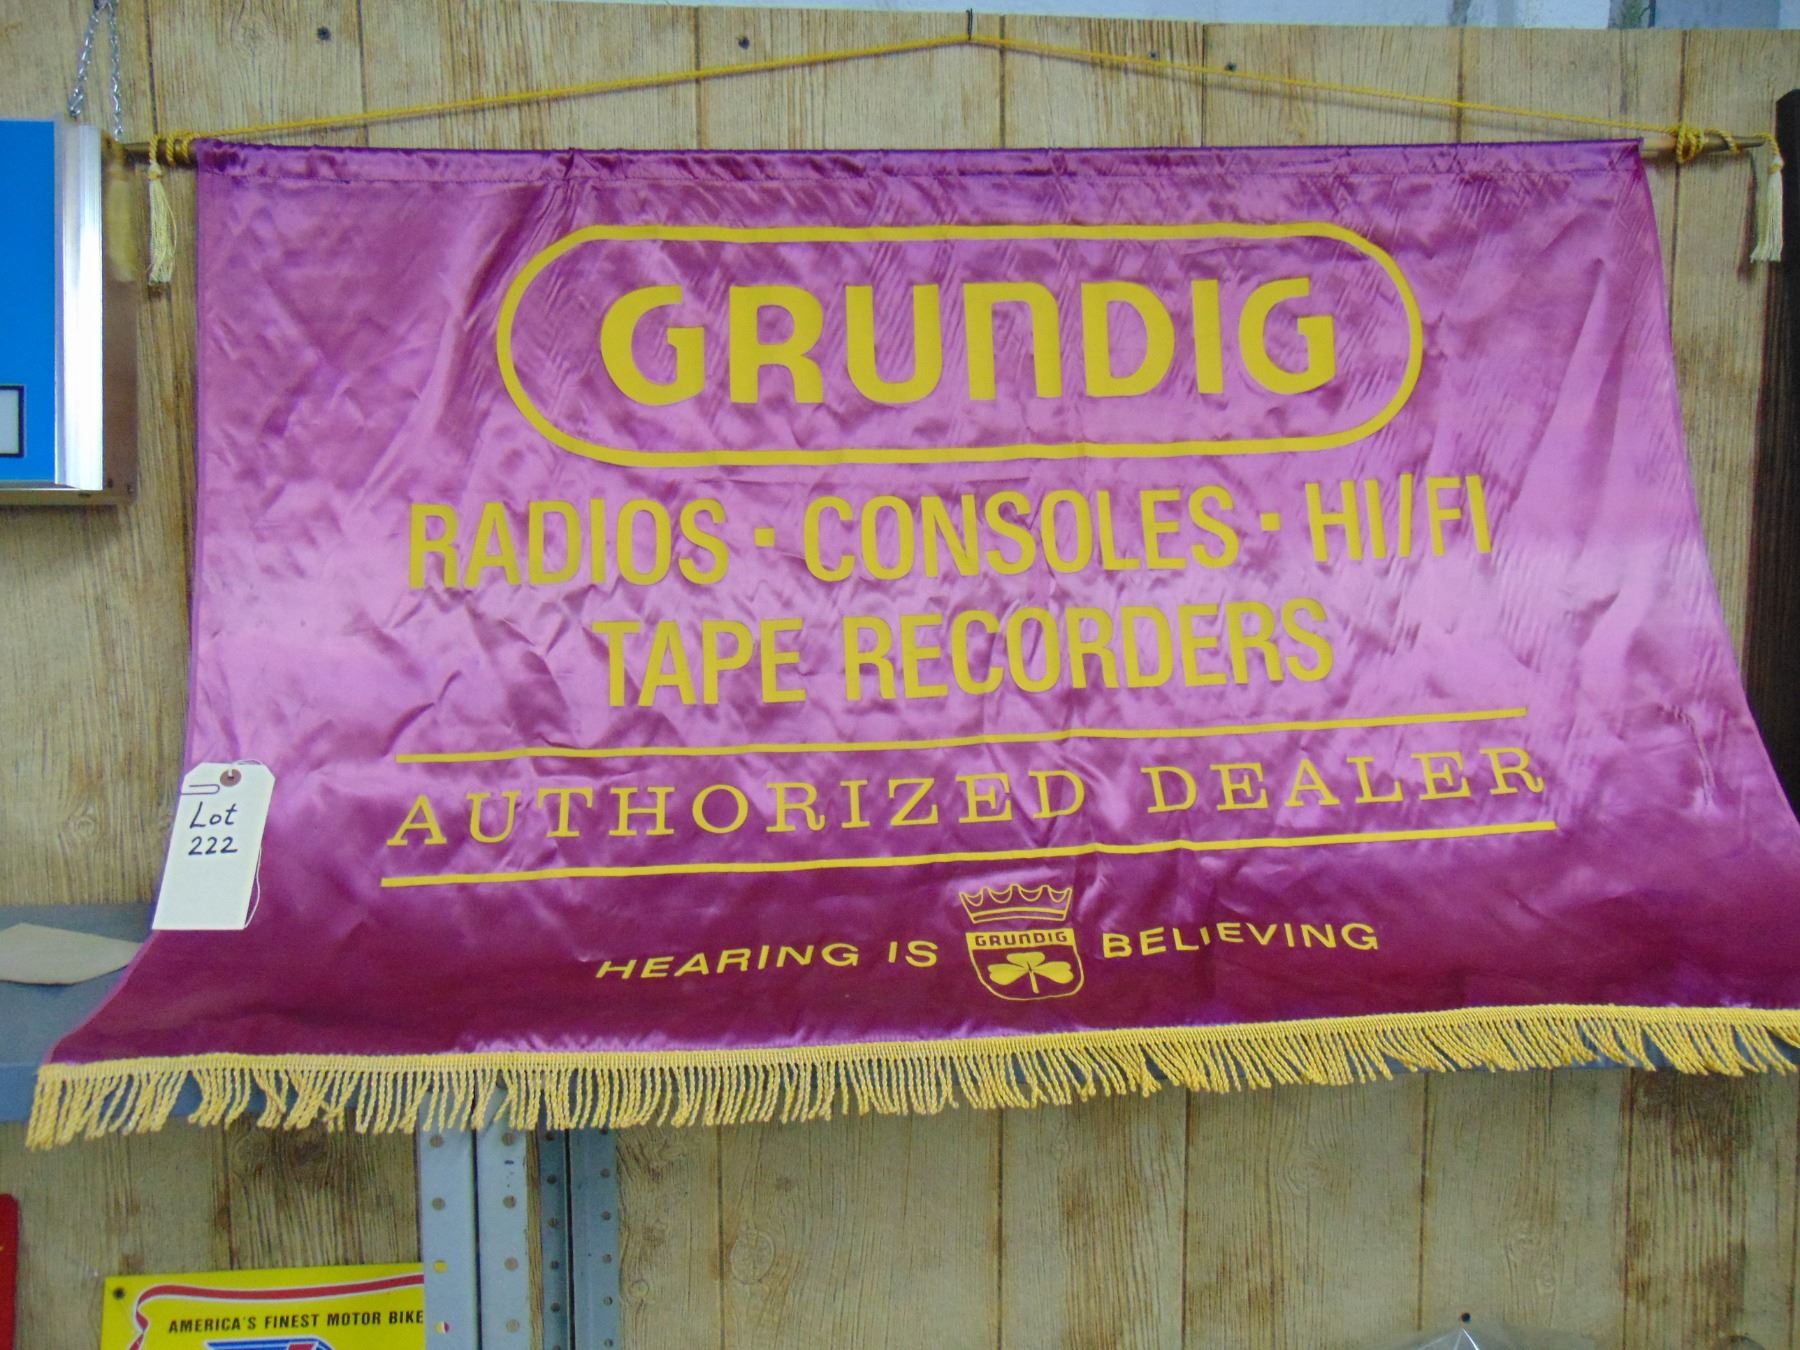 GRUNDIG
RADIOS · CONSOLES · HI/FI
TAPE RECORDERS
AUTHORIZED DEALER
HEARING IS GRUNDIG BELIEVING
Lot
222
AMERICA'S FINEST MOTOR BIKE